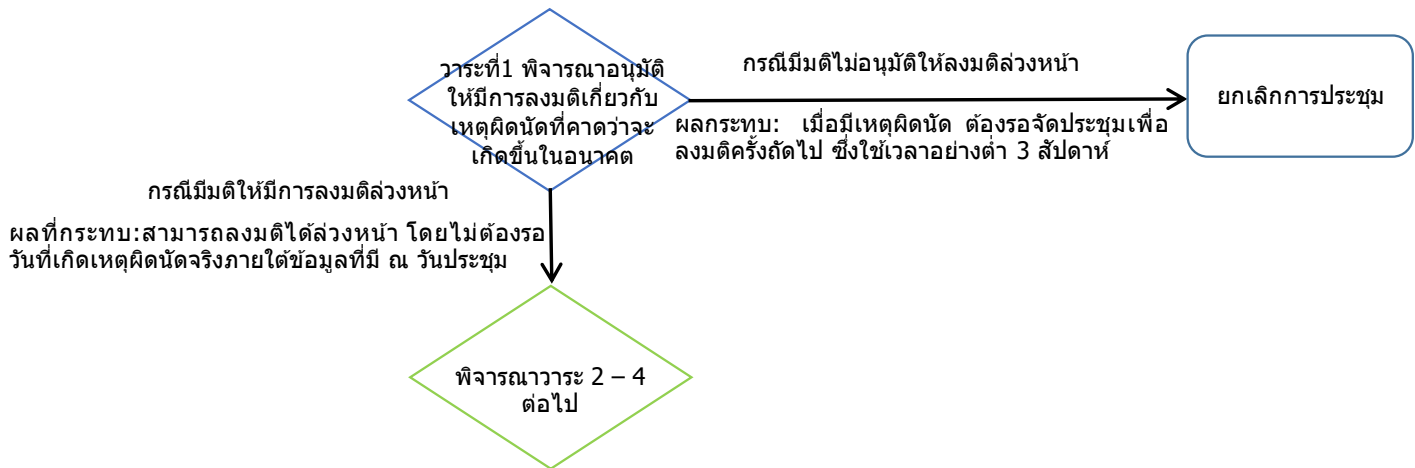 วาระที่1 พิจารณาอนุมัติ
ให้มีการลงมติเกี่ยวกับ
เหตุผิดนัดที่คาดว่าจะ
เกิดขึ้นในอนาคต
กรณีมีมติไม่อนุมัติให้ลงมติล่วงหน้า
ผลกระทบ: เมื่อมีเหตุผิดนัด ต้องรอจัดประชุมเพื่อ
ลงมติครั้งถัดไป ซึ่งใช้เวลาอย่างต่ำ 3 สัปดาห์
ยกเลิกการประชุม
กรณีมีมติให้มีการลงมติล่วงหน้า
ผลที่กระทบ:สามารถลงมติได้ล่วงหน้า โดยไม่ต้องรอ
วันที่เกิดเหตุผิดนัดจริงภายใต้ข้อมูลที่มี ณ วันประชุม
พิจารณาวาระ 2 – 4
ต่อไป